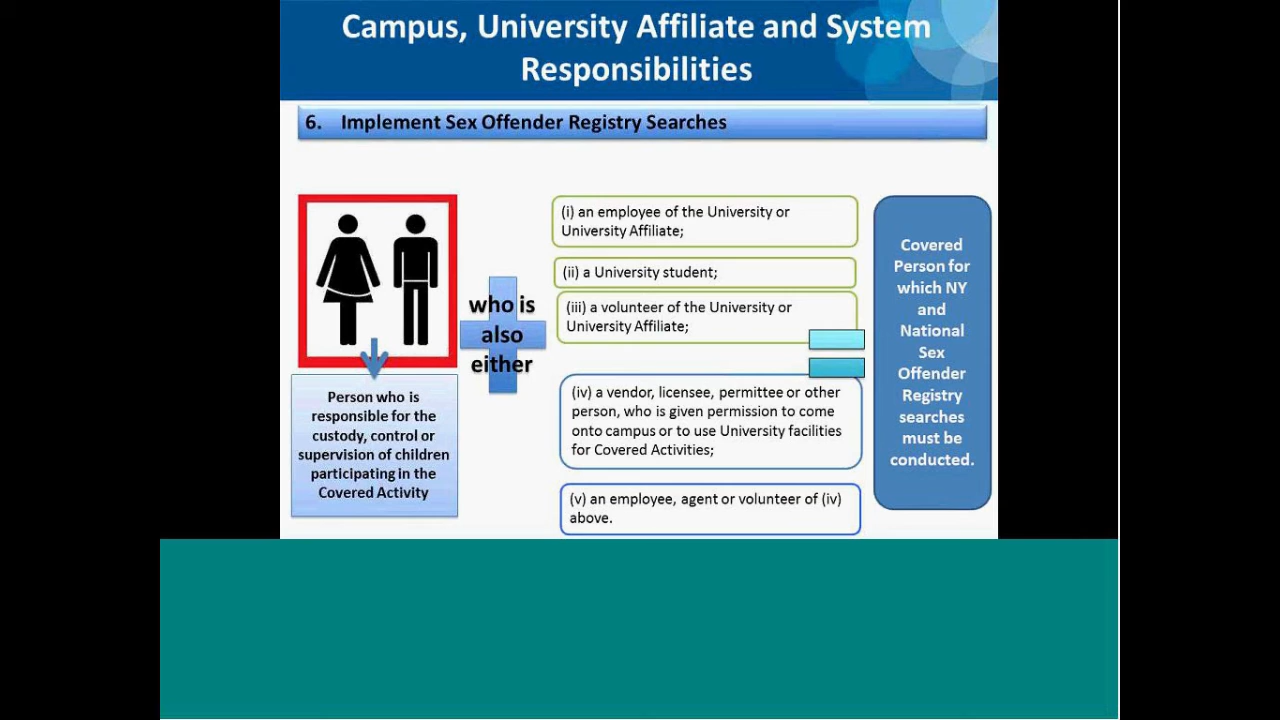 Campus, University Affiliate and System
Responsibilities
6. Implement Sex Offender Registry Searches
who is
also
either
Person who is
responsible for the
custody, control or
supervision of children
participating in the
Covered Activity
(i) an employee of the University or
University Affiliate;
(ii) a University student;
(iii) a volunteer of the University or
University Affiliate;
(iv) a vendor, licensee, permittee or other
person, who is given permission to come
onto campus or to use University facilities
for Covered Activities;
(v) an employee, agent or volunteer of (iv)
above.
Covered
Person for
which NY
and
National
Sex
Offender
Registry
searches
must be
conducted.